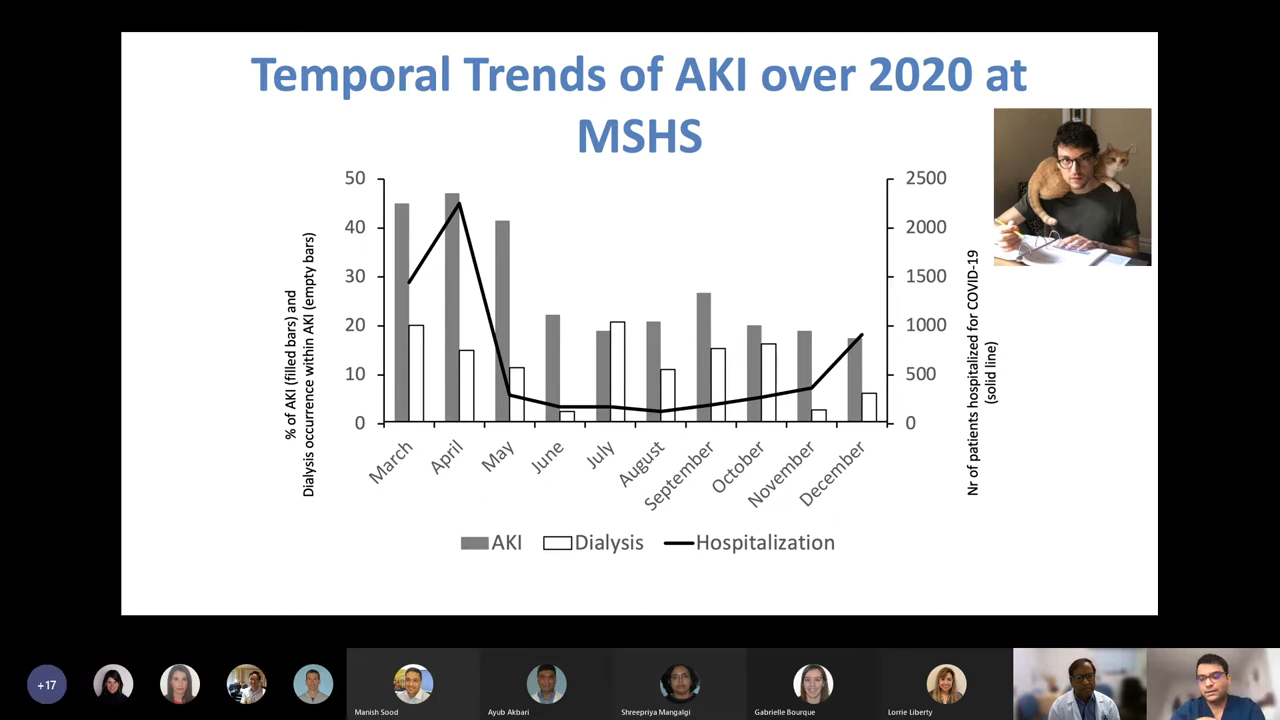 Temporal Trends of AKI over 2020 at
MSHS
50
40
30
20
10
0
% of AKI (filled bars) and
Dialysis occurrence within AKI (empty bars)
2500
2000
1500
1000
500
0
Nr of patients hospitalized for COVID-19
(solid line)
March
April
May
June
July
August
September
October
November
December
AKI
Dialysis
Hospitalization
+17
Manish Sood
Ayub Akbari
Shreepriya Mangalgi
Gabrielle Bourque
Lorrie Liberty